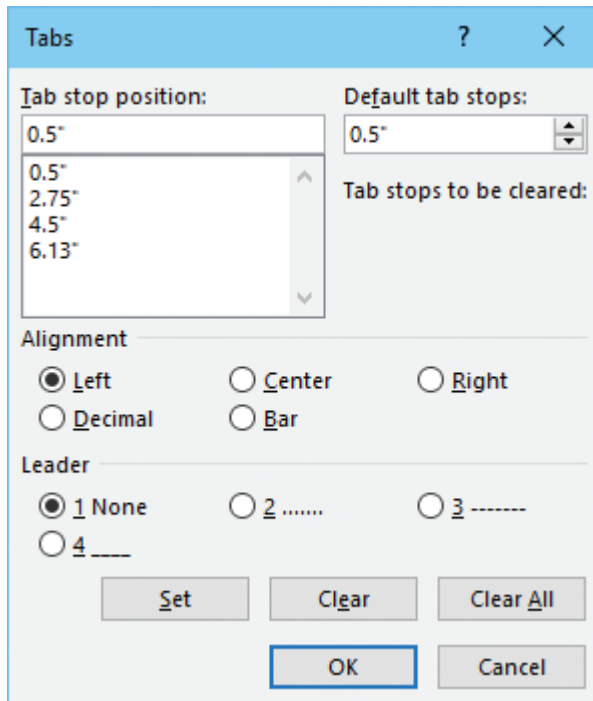 Tabs ?
Tab stop position: Default tab stops:
0.5" 0.5"
0.5"
2.75"
4.5"
6.13"
Tab stops to be cleared:
Alignment
Left Center Right
Decimal Bar
Leader
1 None 2 ....... 3 -------
4 ____
Set Clear Clear All
OK Cancel